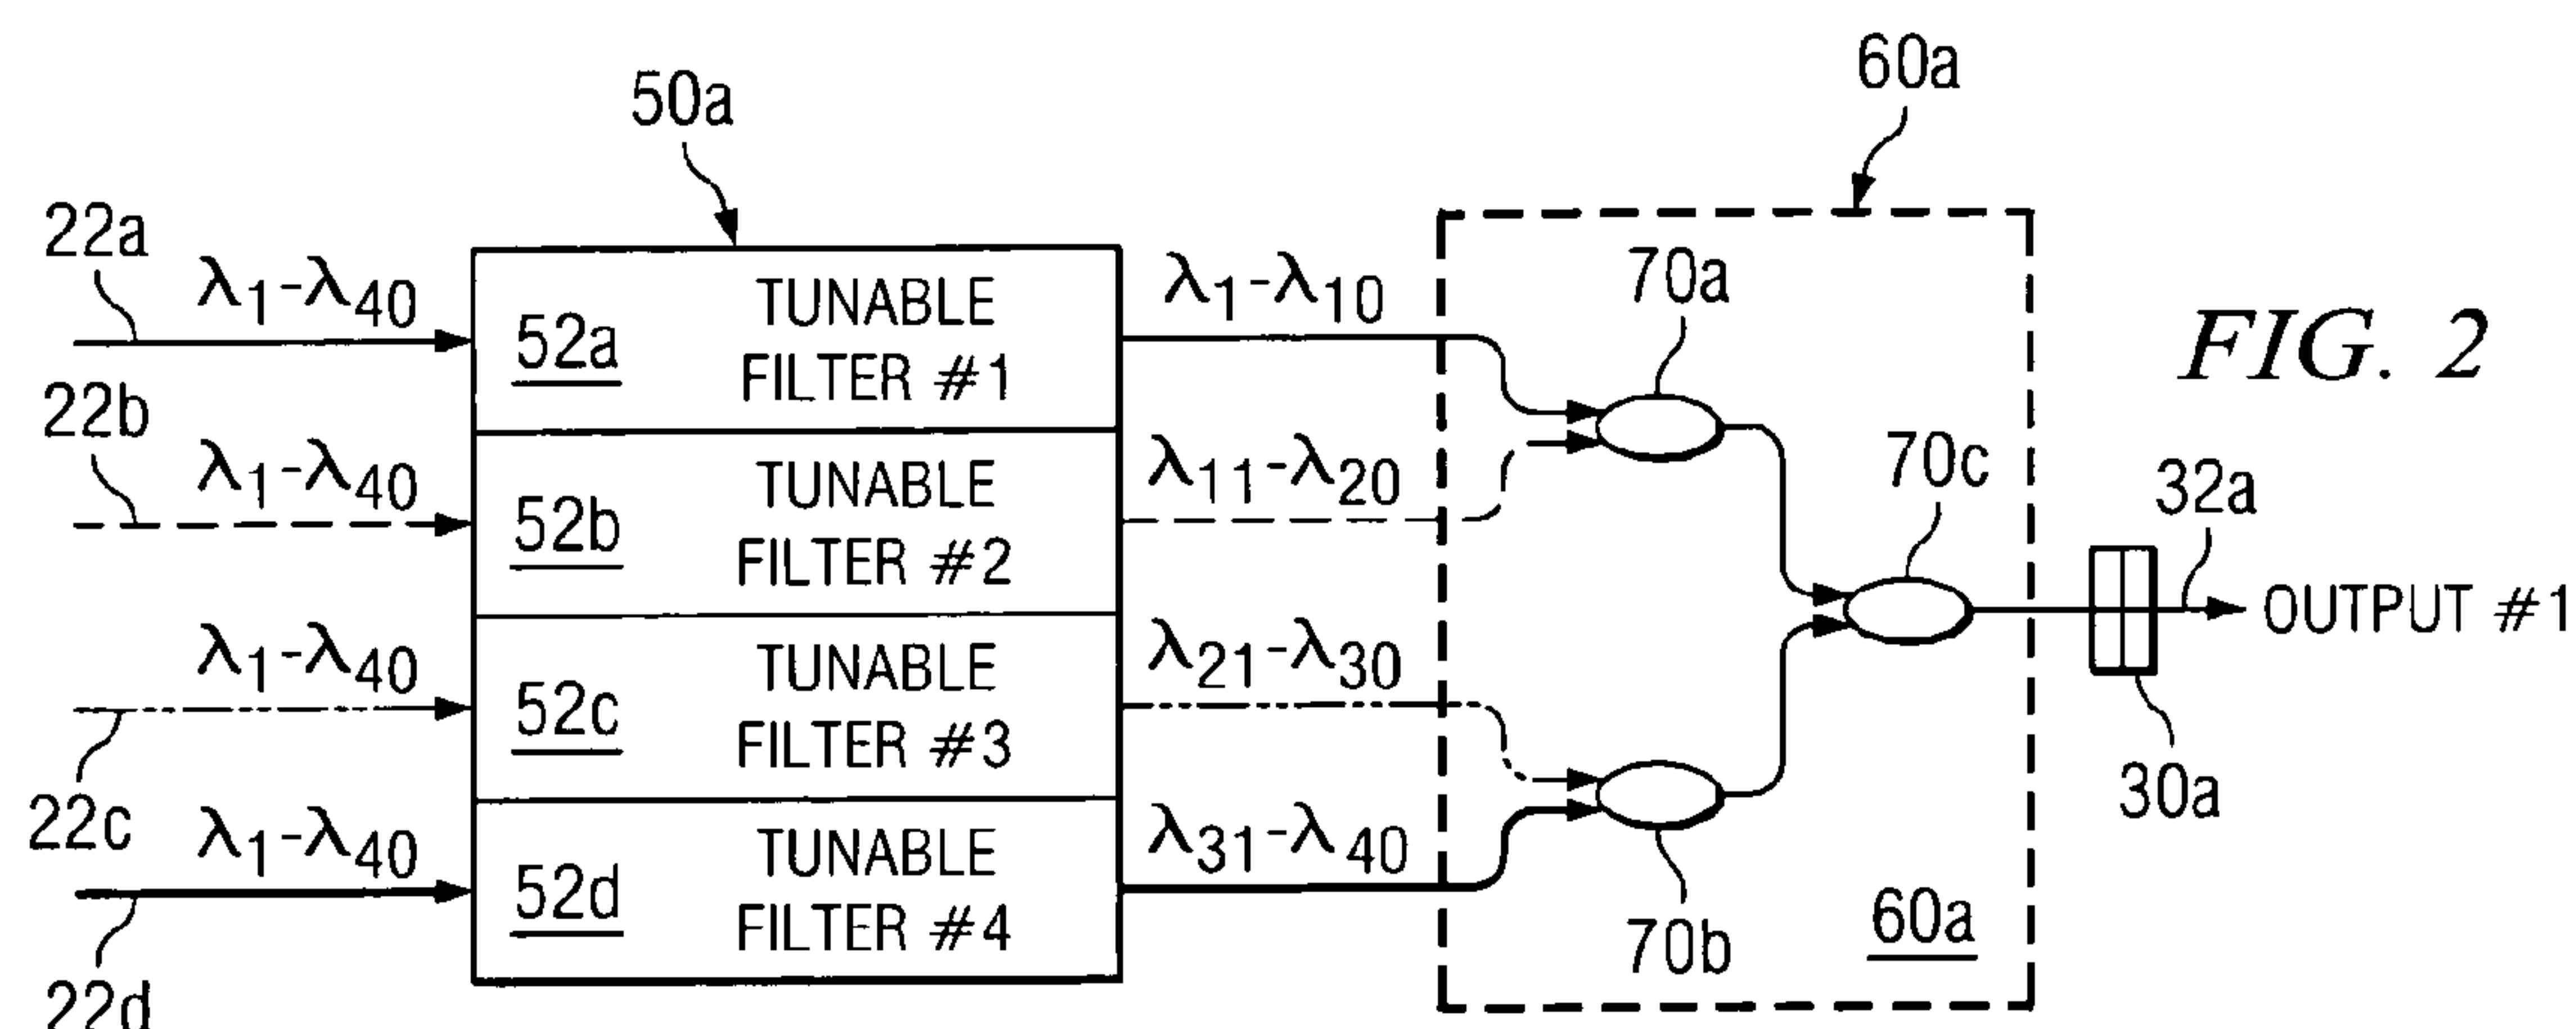 50a
60a
22a
λ1-λ40
52a
TUNABLE
FILTER #1
λ1-λ10
70a
FIG. 2
22b
λ1-λ40
52b
TUNABLE
FILTER #2
λ11-λ20
70c
32a
OUTPUT #1
λ1-λ40
22c
52c
TUNABLE
FILTER #3
λ21-λ30
30a
λ1-λ40
22d
52d
TUNABLE
FILTER #4
λ31-λ40
70b
60a